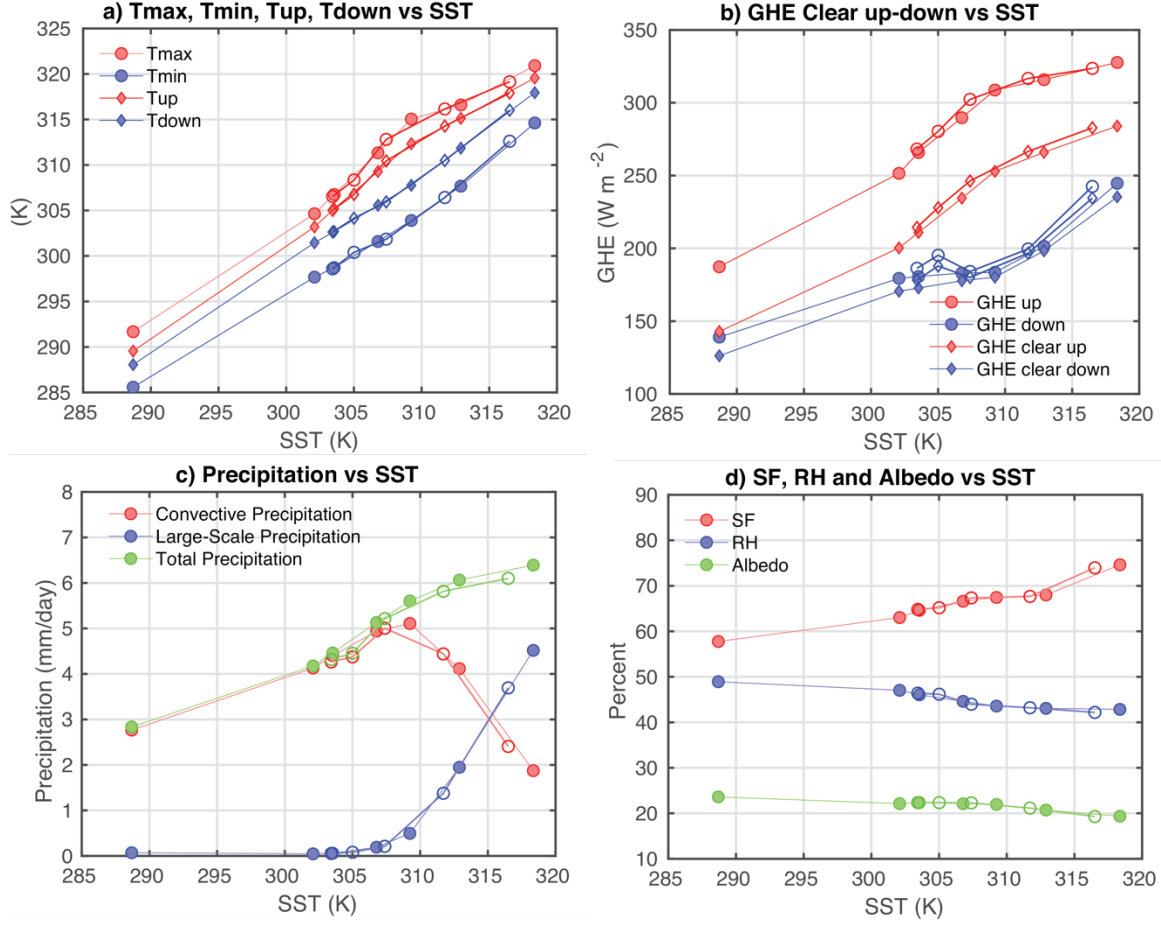 a) Tmax, Tmin, Tup, Tdown vs SST
325
320
315
310
305
300
295
290
285
(K)
Tmax
Tmin
Tup
Tdown
285 290 295 300 305 310 315 320
SST (K)
b) GHE Clear up-down vs SST
350
300
250
200
150
100
GHE (W m-2)
GHE up
GHE down
GHE clear up
GHE clear down
285 290 295 300 305 310 315 320
SST (K)
c) Precipitation vs SST
8
7
6
5
4
3
2
1
0
Precipitation (mm/day)
Convective Precipitation
Large-Scale Precipitation
Total Precipitation
285 290 295 300 305 310 315 320
SST (K)
d) SF, RH and Albedo vs SST
90
80
70
60
50
40
30
20
10
Percent
SF
RH
Albedo
285 290 295 300 305 310 315 320
SST (K)